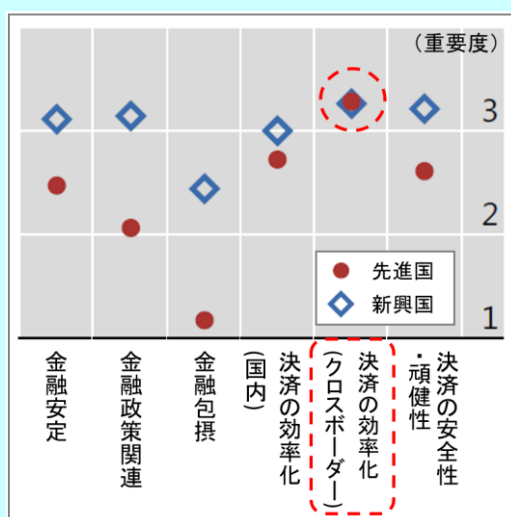 （重要度）
3
2
1
先進国
新興国
金融安定
金融政策関連
金融包摂
決済の効率化
(国内)
決済の効率化
(クロスボーダー)
決済の安全性
・頑健性